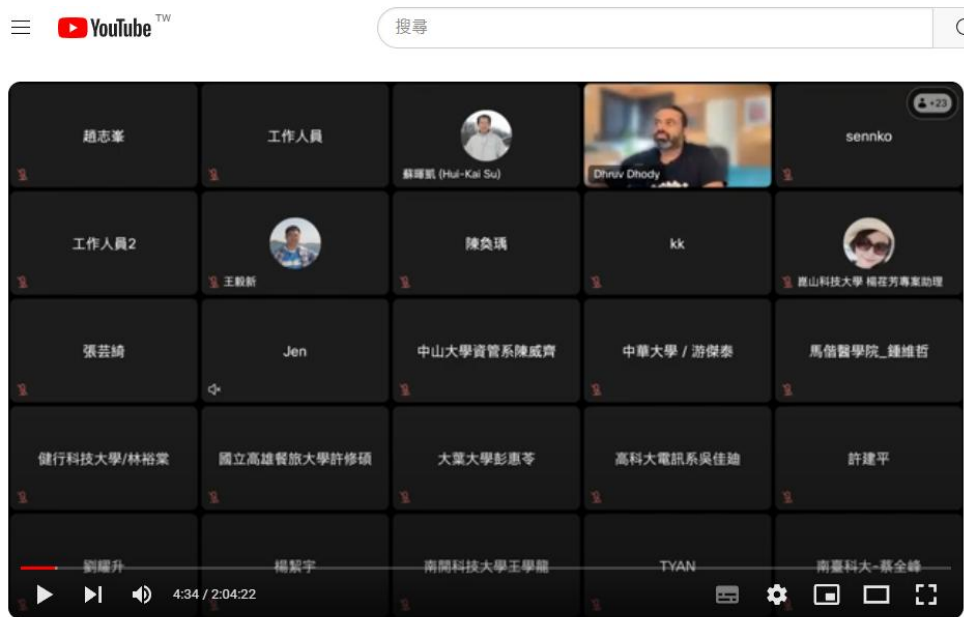 YouTube TW
搜尋
+23
趙志峯
工作人員
蘇暉凱 (Hui-Kai Su)
Dhruv Dhody
sennko
工作人員2
王毅新
陳奐瑀
kk
崑山科技大學 楊荏芳專案助理
張芸綺
Jen
中山大學資管系陳威齊
中華大學 / 游傑泰
馬偕醫學院_鍾維哲
健行科技大學/林裕棠
國立高雄餐旅大學許修碩
大葉大學彭惠苓
高科大電訊系吳佳廸
許建平
劉耀升
楊絜宇
南開科技大學王學龍
TYAN
南臺科大-蔡全峰
4:34 / 2:04:22